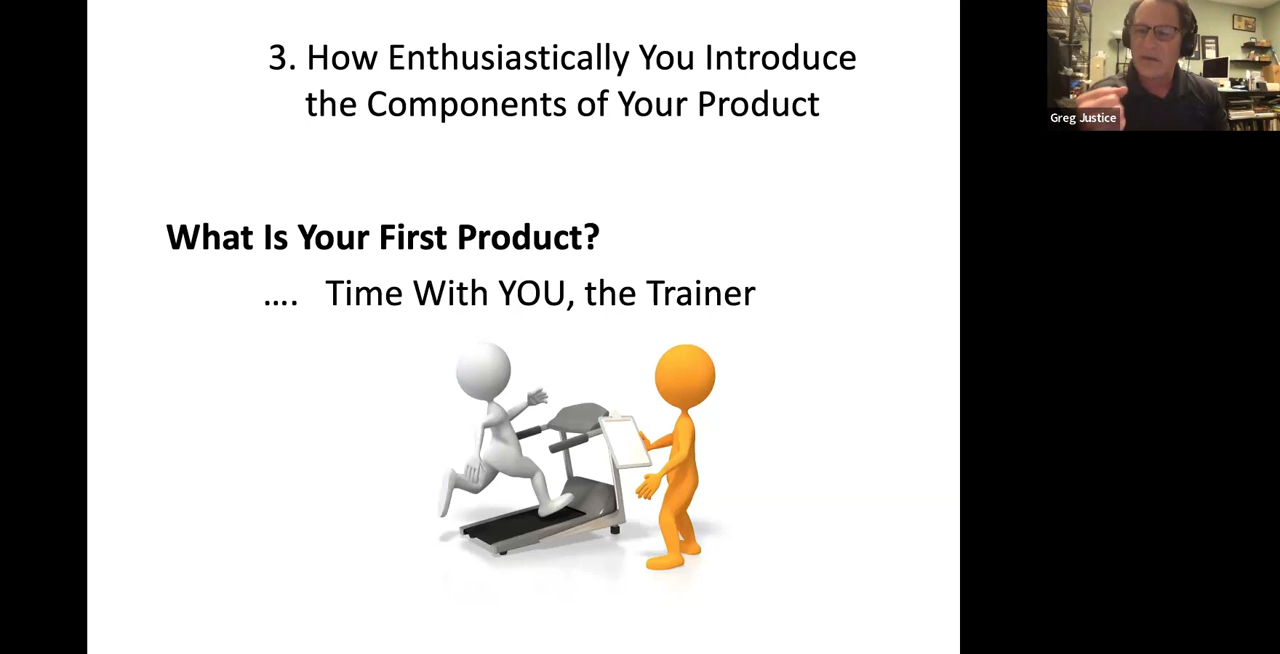 3. How Enthusiastically You Introduce
the Components of Your Product
What Is Your First Product?
.... Time With YOU, the Trainer
Greg Justice